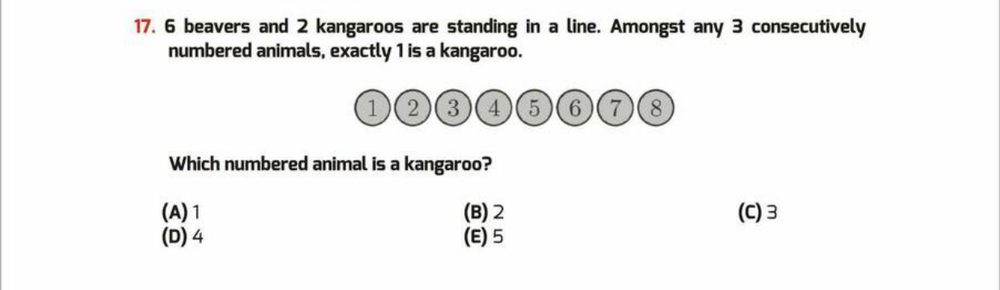 17. 6 beavers and 2 kangaroos are standing in a line. Amongst any 3 consecutively
numbered animals, exactly 1 is a kangaroo.
1 2 3 4 5 6 7 8
Which numbered animal is a kangaroo?
(A) 1 (B) 2 (C) 3
(D) 4 (E) 5